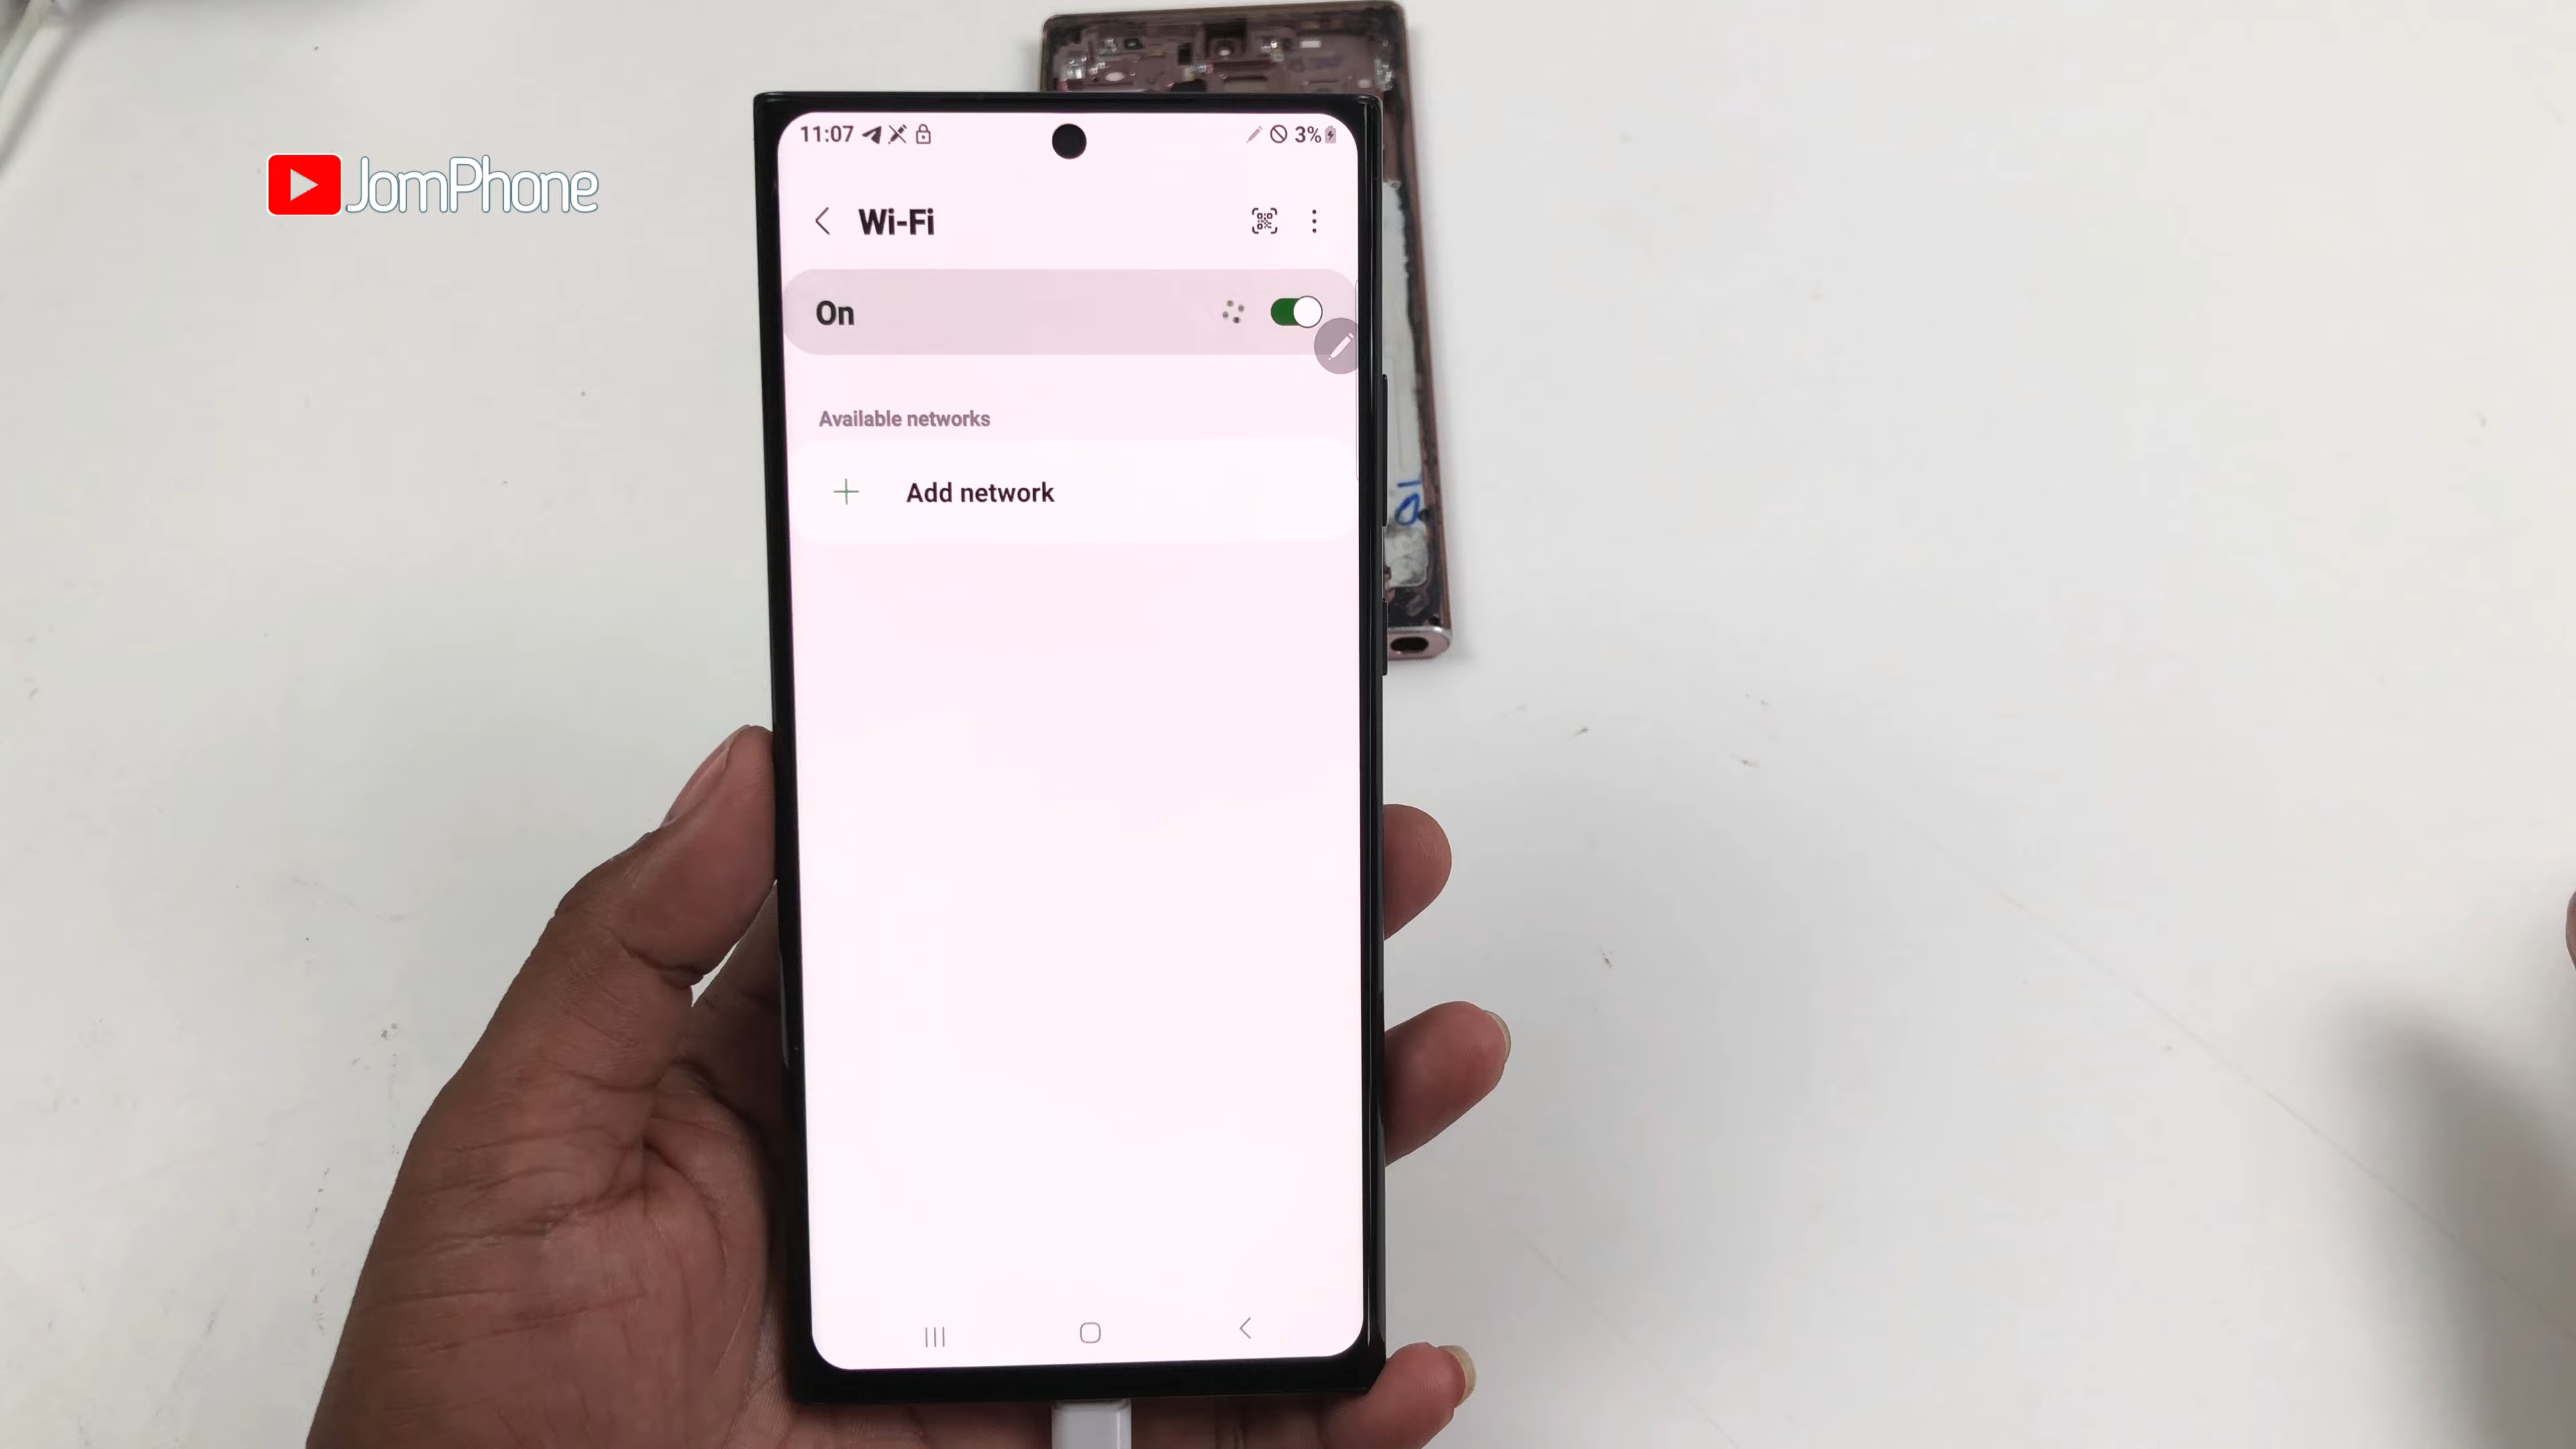 JomPhone
11:07
3%
Wi-Fi
On
Available networks
Add network